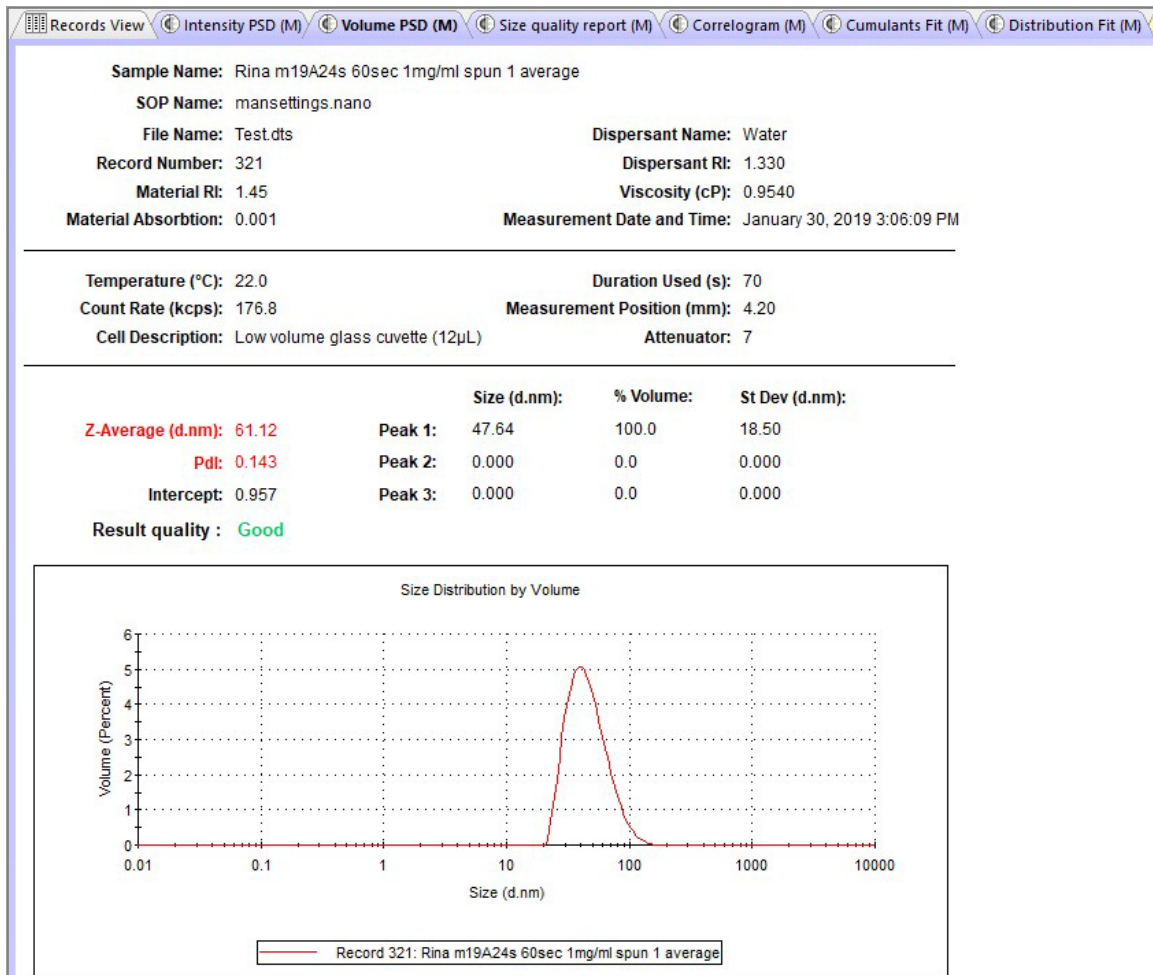 Records View Intensity PSD (M) Volume PSD (M) Size quality report (M) Correlogram (M) Cumulants Fit (M) Distribution Fit (M)
Sample Name: Rina m19A24s 60sec 1mg/ml spun 1 average
SOP Name: mansettings.nano
File Name: Test.dts Dispersant Name: Water
Record Number: 321 Dispersant RI: 1.330
Material RI: 1.45 Viscosity (cP): 0.9540
Material Absorbtion: 0.001 Measurement Date and Time: January 30, 2019 3:06:09 PM
Temperature (°C): 22.0 Duration Used (s): 70
Count Rate (kcps): 176.8 Measurement Position (mm): 4.20
Cell Description: Low volume glass cuvette (12µL) Attenuator: 7
Size (d.nm): % Volume: St Dev (d.nm):
Z-Average (d.nm): 61.12 Peak 1: 47.64 100.0 18.50
PdI: 0.143 Peak 2: 0.000 0.0 0.000
Intercept: 0.957 Peak 3: 0.000 0.0 0.000
Result quality : Good
Size Distribution by Volume
Volume (Percent)
6
5
4
3
2
1
0
0.01 0.1 1 10 100 1000 10000
Size (d.nm)
Record 321: Rina m19A24s 60sec 1mg/ml spun 1 average